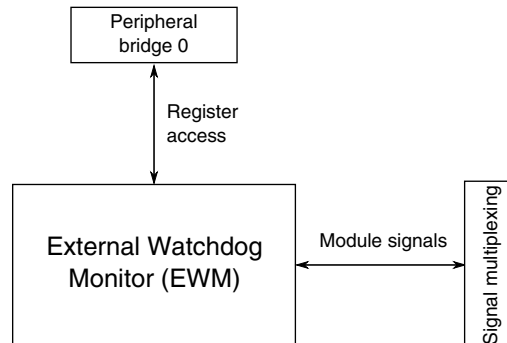 Peripheral
bridge 0
Register
access
External Watchdog
Monitor (EWM)
Module signals
Signal multiplexing